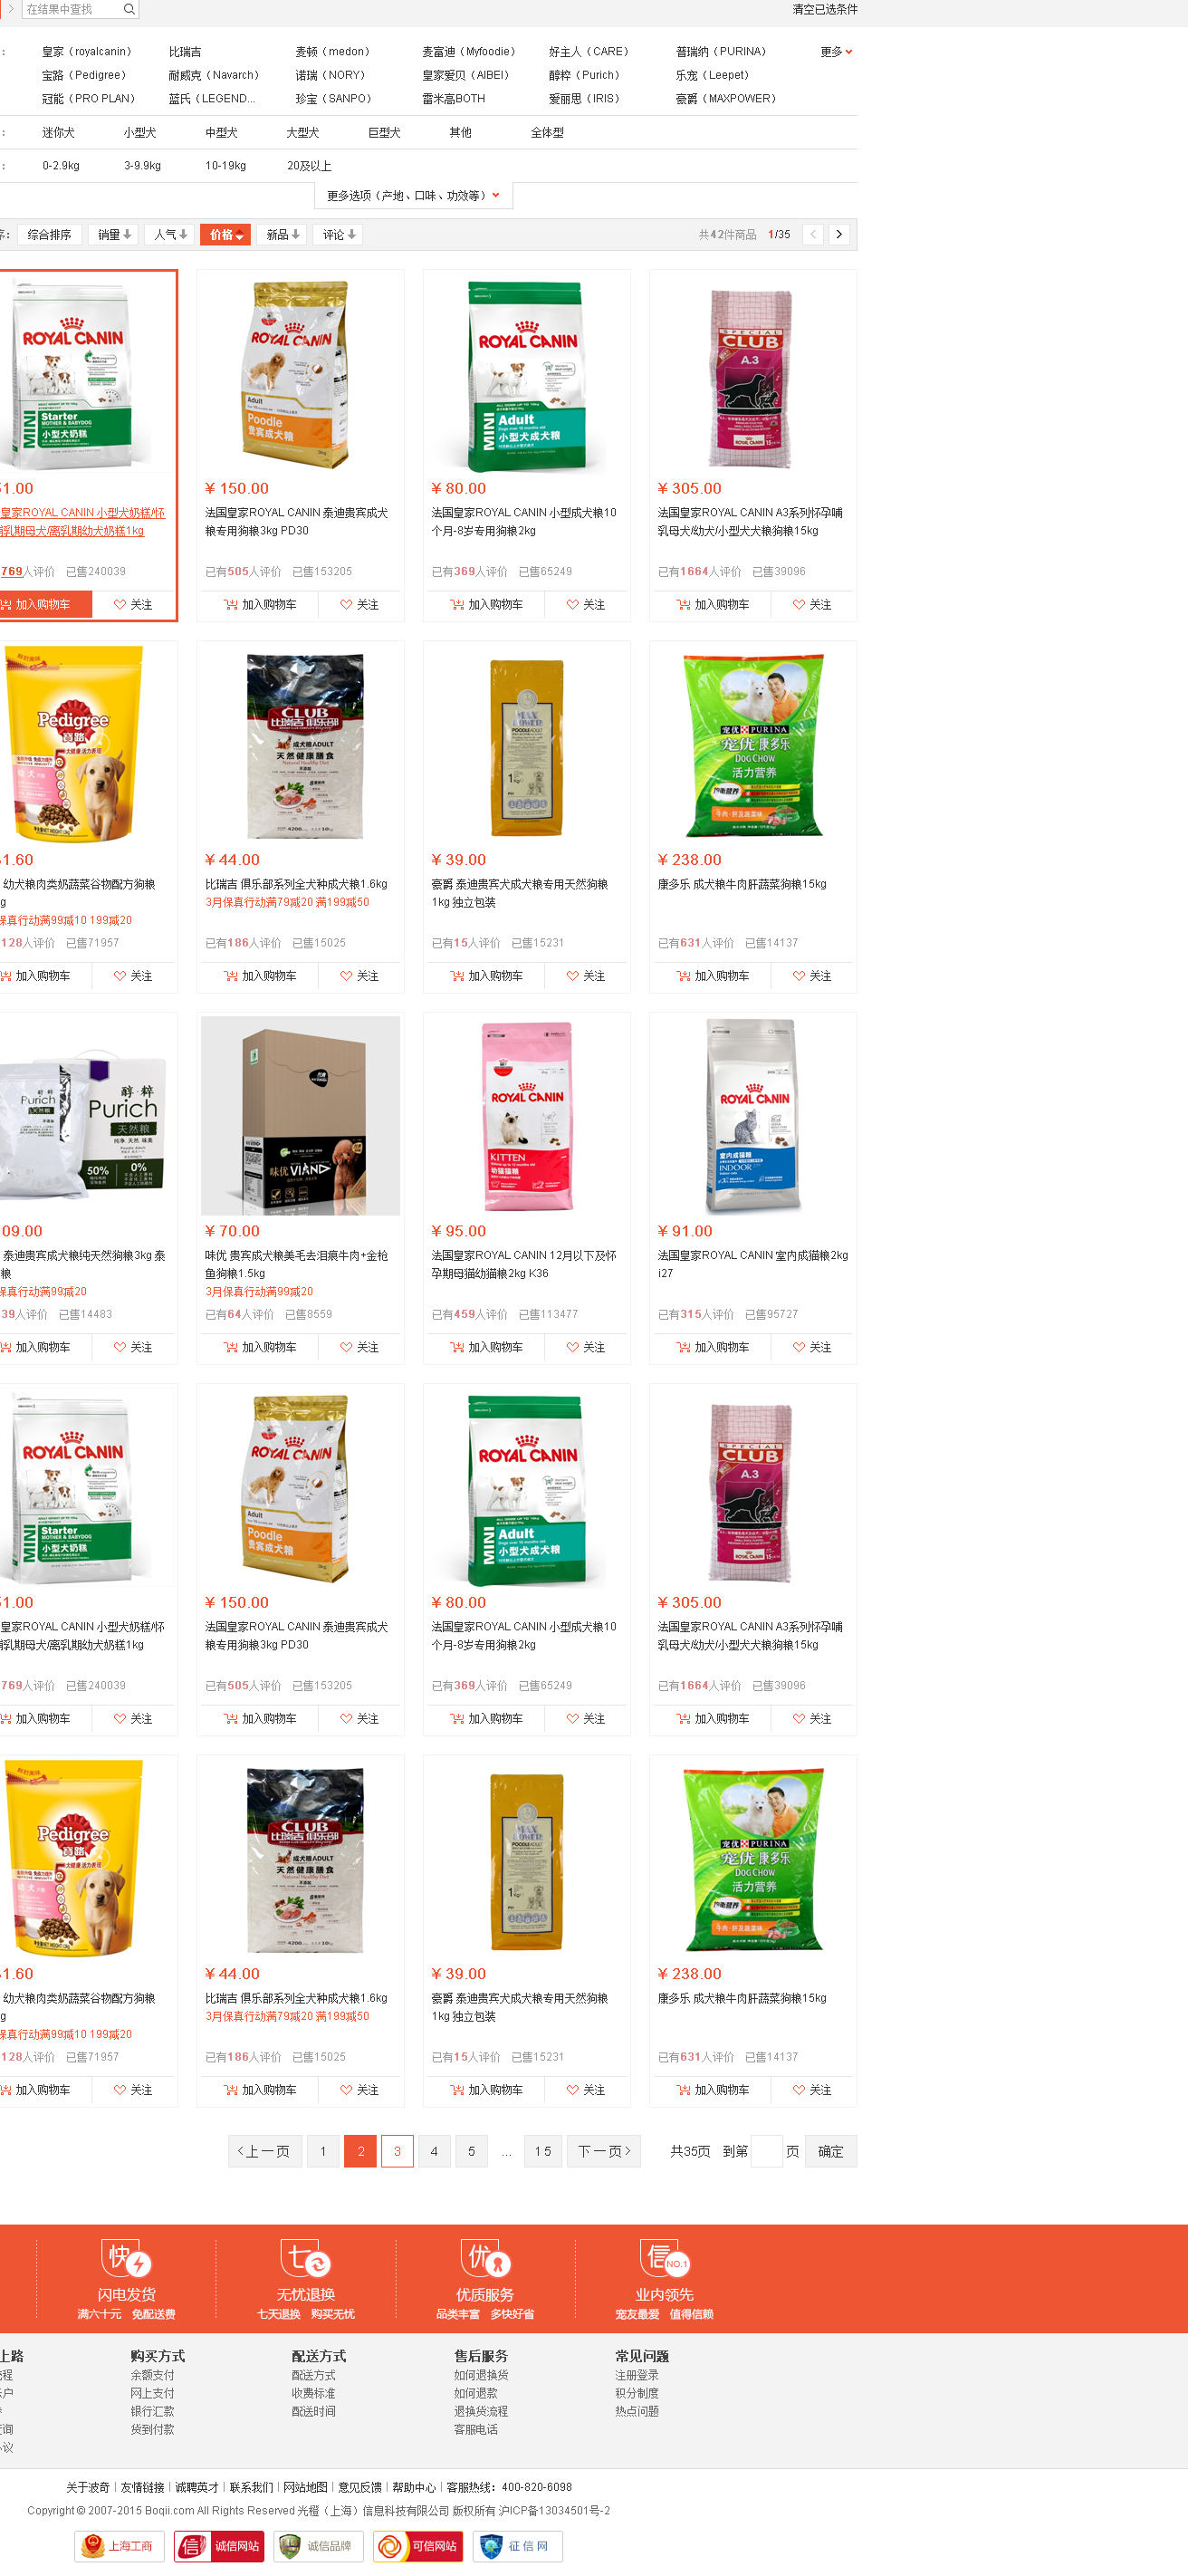 在结果中查找
清空已选条件
皇家（royalcanin） 比瑞吉 麦顿（medon） 麦富迪（Myfoodie） 好主人（CARE） 普瑞纳（PURINA） 更多
宝路（Pedigree） 耐威克（Navarch） 诺瑞（NORY） 皇家爱贝（AIBEI） 醇粹（Purich） 乐宠（Leepet）
冠能（PRO PLAN） 蓝氏（LEGEND... 珍宝（SANPO） 雷米高BOTH 爱丽思（IRIS） 豪爵（MAXPOWER）
迷你犬 小型犬 中型犬 大型犬 巨型犬 其他 全体型
0-2.9kg 3-9.9kg 10-19kg 20及以上
更多选项（产地、口味、功效等）
综合排序 销量 人气 价格 新品 评论 共42件商品 1/35
51.00 ¥ 150.00 ¥ 80.00 ¥ 305.00
皇家ROYAL CANIN 小型犬奶糕/怀 法国皇家ROYAL CANIN 泰迪贵宾成犬 法国皇家ROYAL CANIN 小型成犬粮10 法国皇家ROYAL CANIN A3系列怀孕哺
乳期母犬/离乳期幼犬奶糕1kg 粮专用狗粮3kg PD30 个月-8岁专用狗粮2kg 乳母犬/幼犬/小型犬犬粮狗粮15kg
769人评价 已售240039 已有505人评价 已售153205 已有369人评价 已售65249 已有1664人评价 已售39096
加入购物车 关注 加入购物车 关注 加入购物车 关注 加入购物车 关注
1.60 ¥ 44.00 ¥ 39.00 ¥ 238.00
幼犬粮肉类奶蔬菜谷物配方狗粮 比瑞吉 俱乐部系列全犬种成犬粮1.6kg 豪爵 泰迪贵宾犬成犬粮专用天然狗粮 康多乐 成犬粮牛肉肝蔬菜狗粮15kg
g 3月保真行动满79减20 满199减50 1kg 独立包装
保真行动满99减10 199减20
128人评价 已售71957 已有186人评价 已售15025 已有15人评价 已售15231 已有631人评价 已售14137
加入购物车 关注 加入购物车 关注 加入购物车 关注 加入购物车 关注
09.00 ¥ 70.00 ¥ 95.00 ¥ 91.00
泰迪贵宾成犬粮纯天然狗粮3kg 泰 味优 贵宾成犬粮美毛去泪痕牛肉+金枪 法国皇家ROYAL CANIN 12月以下及怀 法国皇家ROYAL CANIN 室内成猫粮2kg
粮 鱼狗粮1.5kg 孕期母猫幼猫粮2kg K36 i27
保真行动满99减20 3月保真行动满99减20
39人评价 已售14483 已有64人评价 已售8559 已有459人评价 已售113477 已有315人评价 已售95727
加入购物车 关注 加入购物车 关注 加入购物车 关注 加入购物车 关注
51.00 ¥ 150.00 ¥ 80.00 ¥ 305.00
皇家ROYAL CANIN 小型犬奶糕/怀 法国皇家ROYAL CANIN 泰迪贵宾成犬 法国皇家ROYAL CANIN 小型成犬粮10 法国皇家ROYAL CANIN A3系列怀孕哺
乳期母犬/离乳期幼犬奶糕1kg 粮专用狗粮3kg PD30 个月-8岁专用狗粮2kg 乳母犬/幼犬/小型犬犬粮狗粮15kg
769人评价 已售240039 已有505人评价 已售153205 已有369人评价 已售65249 已有1664人评价 已售39096
加入购物车 关注 加入购物车 关注 加入购物车 关注 加入购物车 关注
1.60 ¥ 44.00 ¥ 39.00 ¥ 238.00
幼犬粮肉类奶蔬菜谷物配方狗粮 比瑞吉 俱乐部系列全犬种成犬粮1.6kg 豪爵 泰迪贵宾犬成犬粮专用天然狗粮 康多乐 成犬粮牛肉肝蔬菜狗粮15kg
g 3月保真行动满79减20 满199减50 1kg 独立包装
保真行动满99减10 199减20
128人评价 已售71957 已有186人评价 已售15025 已有15人评价 已售15231 已有631人评价 已售14137
加入购物车 关注 加入购物车 关注 加入购物车 关注 加入购物车 关注
上一页 1 2 3 4 5 ... 15 下一页 共35页 到第 页 确定
快 七 优 信 NO.1
闪电发货 无忧退换 优质服务 业内领先
满六十元 免配送费 七天退换 购买无忧 品类丰富 多快好省 宠友最爱 值得信赖
上路 购买方式 配送方式 售后服务 常见问题
流程 余额支付 配送方式 如何退换货 注册登录
户 网上支付 收费标准 如何退款 积分制度
银行汇款 配送时间 退换货流程 热点问题
查询 货到付款 客服电话
议
关于波奇 | 友情链接 | 诚聘英才 | 联系我们 | 网站地图 | 意见反馈 | 帮助中心 | 客服热线：400-820-6098
Copyright © 2007-2015 Boqii.com All Rights Reserved 光橙（上海）信息科技有限公司 版权所有 沪ICP备13034501号-2
上海工商 诚信网站 诚信品牌 可信网站 征信网